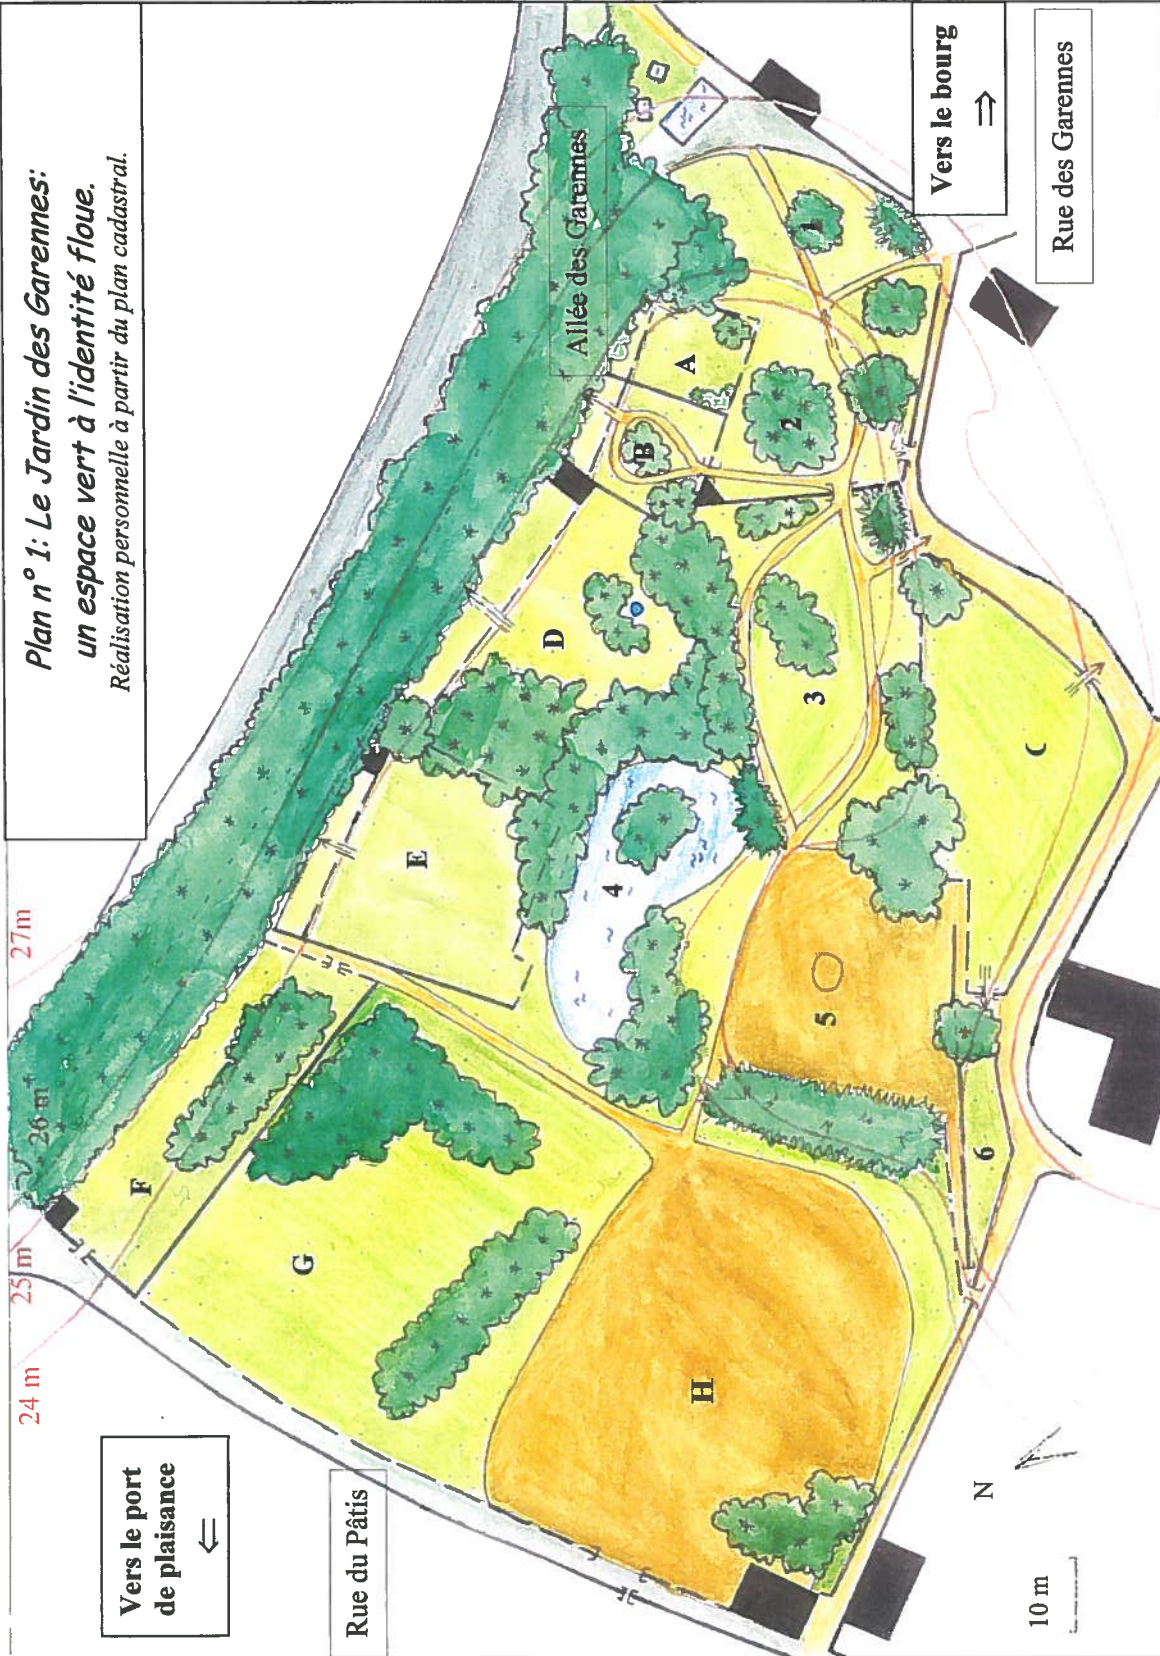 Plan n° 1: Le Jardin des Garennes:
un espace vert à l'identité floue.
Réalisation personnelle à partir du plan cadastral.
24 m
25 m
26 m
27m
Vers le port
de plaisance
⇐
Rue du Pâtis
Allée des Garennes
Vers le bourg
⇒
Rue des Garennes
F
G
E
D
B
A
H
4
5
3
2
1
6
C
N
10 m